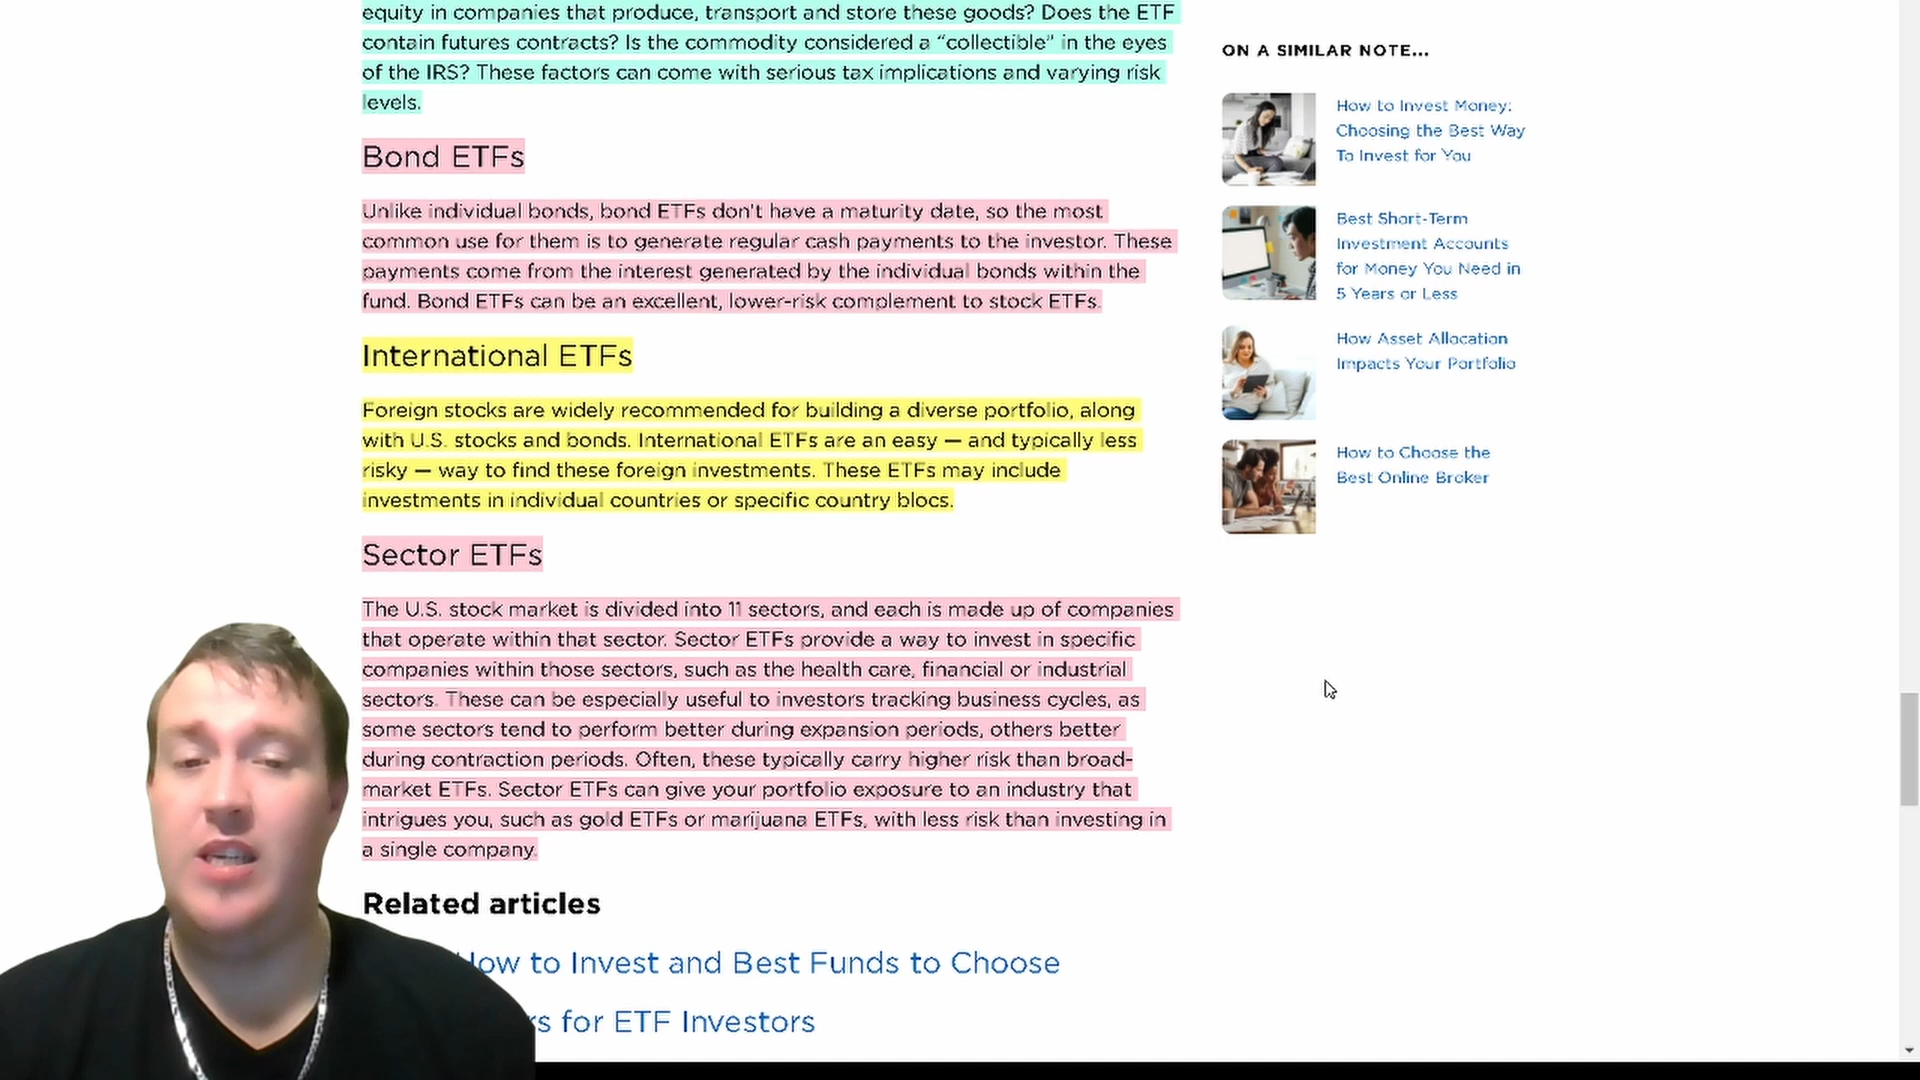 equity in companies that produce, transport and store these goods? Does the ETF
contain futures contracts? Is the commodity considered a “collectible” in the eyes
of the IRS? These factors can come with serious tax implications and varying risk
levels.
Bond ETFs
Unlike individual bonds, bond ETFs don't have a maturity date, so the most
common use for them is to generate regular cash payments to the investor. These
payments come from the interest generated by the individual bonds within the
fund. Bond ETFs can be an excellent, lower-risk complement to stock ETFs.
International ETFs
Foreign stocks are widely recommended for building a diverse portfolio, along
with U.S. stocks and bonds. International ETFs are an easy — and typically less
risky — way to find these foreign investments. These ETFs may include
investments in individual countries or specific country blocs.
Sector ETFs
The U.S. stock market is divided into 11 sectors, and each is made up of companies
that operate within that sector. Sector ETFs provide a way to invest in specific
companies within those sectors, such as the health care, financial or industrial
sectors. These can be especially useful to investors tracking business cycles, as
some sectors tend to perform better during expansion periods, others better
during contraction periods. Often, these typically carry higher risk than broad-
market ETFs. Sector ETFs can give your portfolio exposure to an industry that
intrigues you, such as gold ETFs or marijuana ETFs, with less risk than investing in
a single company.
Related articles
How to Invest and Best Funds to Choose
for ETF Investors
ON A SIMILAR NOTE...
How to Invest Money:
Choosing the Best Way
To Invest for You
Best Short-Term
Investment Accounts
for Money You Need in
5 Years or Less
How Asset Allocation
Impacts Your Portfolio
How to Choose the
Best Online Broker